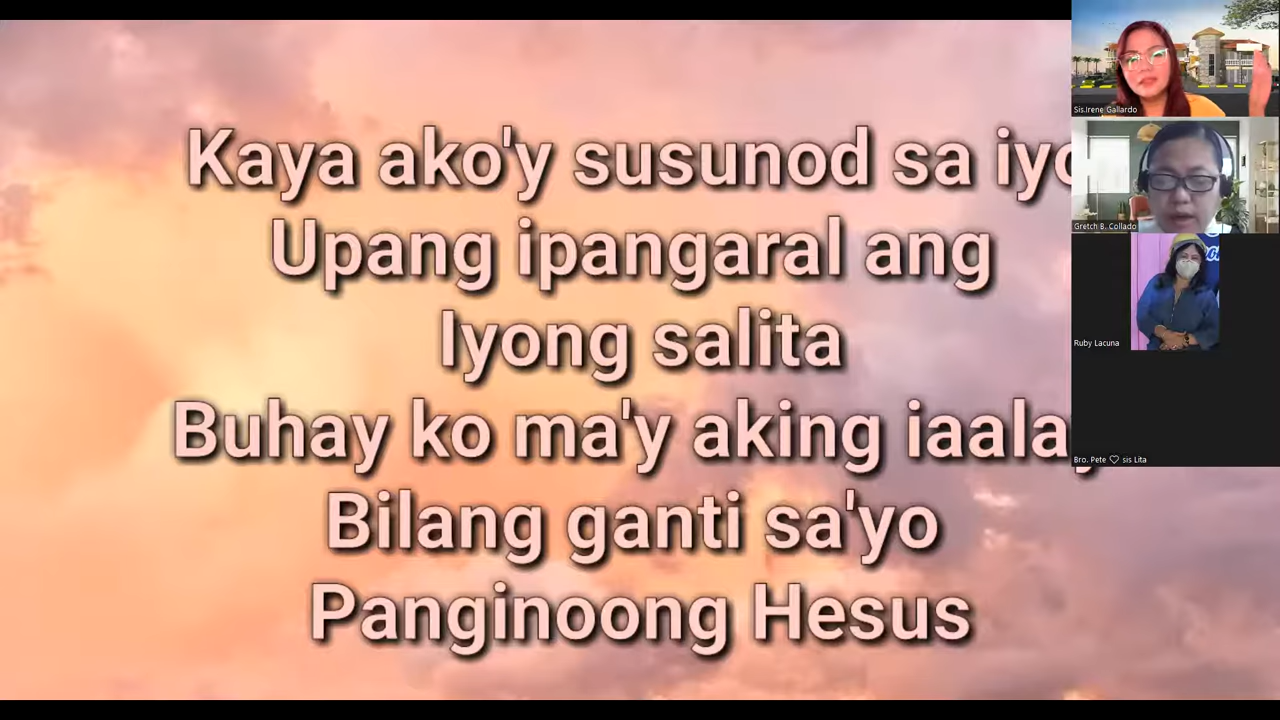 Kaya ako'y susunod sa iyo
Upang ipangaral ang
Iyong salita
Buhay ko ma'y aking iaalay
Bilang ganti sa'yo
Panginoong Hesus
Sis.Irene Gallardo
Gretch B. Collado
Ruby Lacuna
Bro. Pete ♡ sis Lita